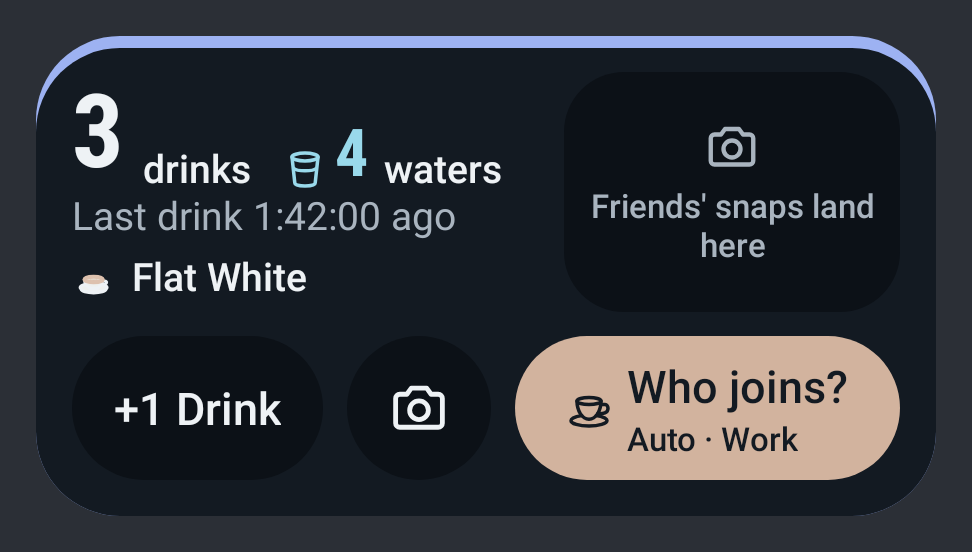 3 drinks 4 waters
Last drink 1:42:00 ago
Flat White
Friends' snaps land
here
+1 Drink
Who joins?
Auto · Work